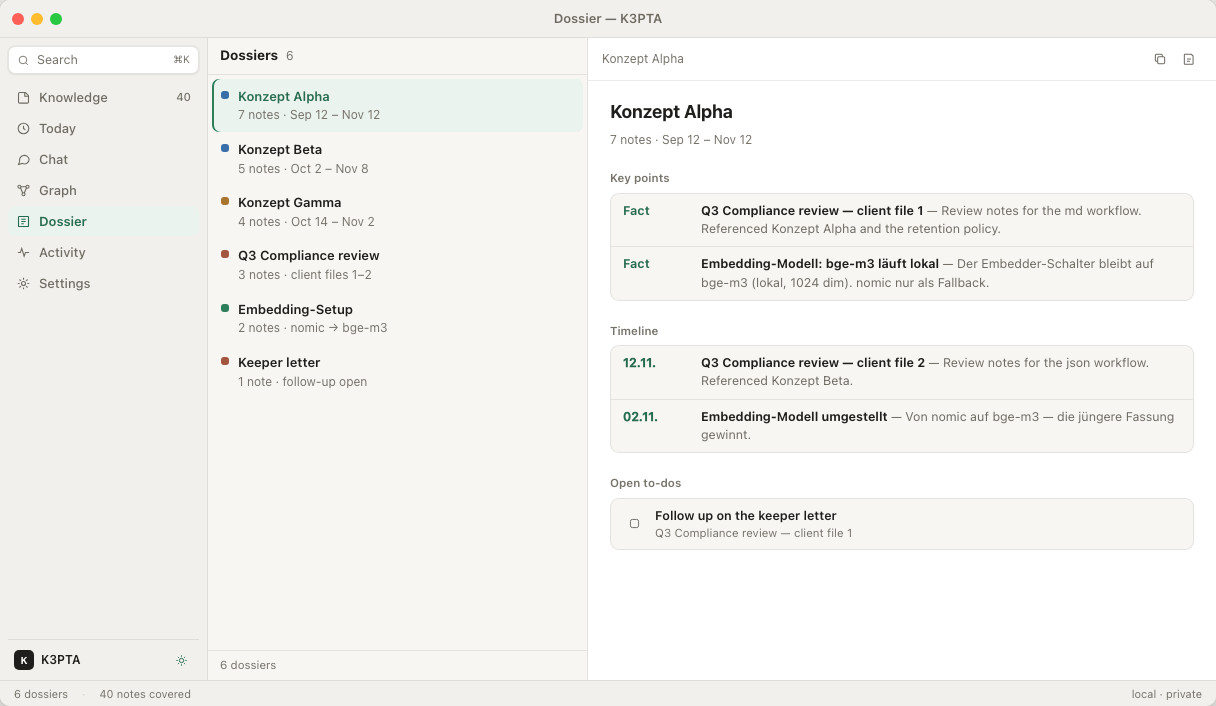 Dossier — K3PTA
Search ⌘K
Knowledge 40
Today
Chat
Graph
Dossier
Activity
Settings
K K3PTA
Dossiers 6
Konzept Alpha
7 notes · Sep 12 – Nov 12
Konzept Beta
5 notes · Oct 2 – Nov 8
Konzept Gamma
4 notes · Oct 14 – Nov 2
Q3 Compliance review
3 notes · client files 1–2
Embedding-Setup
2 notes · nomic → bge-m3
Keeper letter
1 note · follow-up open
6 dossiers
Konzept Alpha
Konzept Alpha
7 notes · Sep 12 – Nov 12
Key points
Fact Q3 Compliance review — client file 1 — Review notes for the md workflow.
Referenced Konzept Alpha and the retention policy.
Fact Embedding-Modell: bge-m3 läuft lokal — Der Embedder-Schalter bleibt auf
bge-m3 (lokal, 1024 dim). nomic nur als Fallback.
Timeline
12.11. Q3 Compliance review — client file 2 — Review notes for the json workflow.
Referenced Konzept Beta.
02.11. Embedding-Modell umgestellt — Von nomic auf bge-m3 — die jüngere Fassung
gewinnt.
Open to-dos
Follow up on the keeper letter
Q3 Compliance review — client file 1
6 dossiers · 40 notes covered
local · private